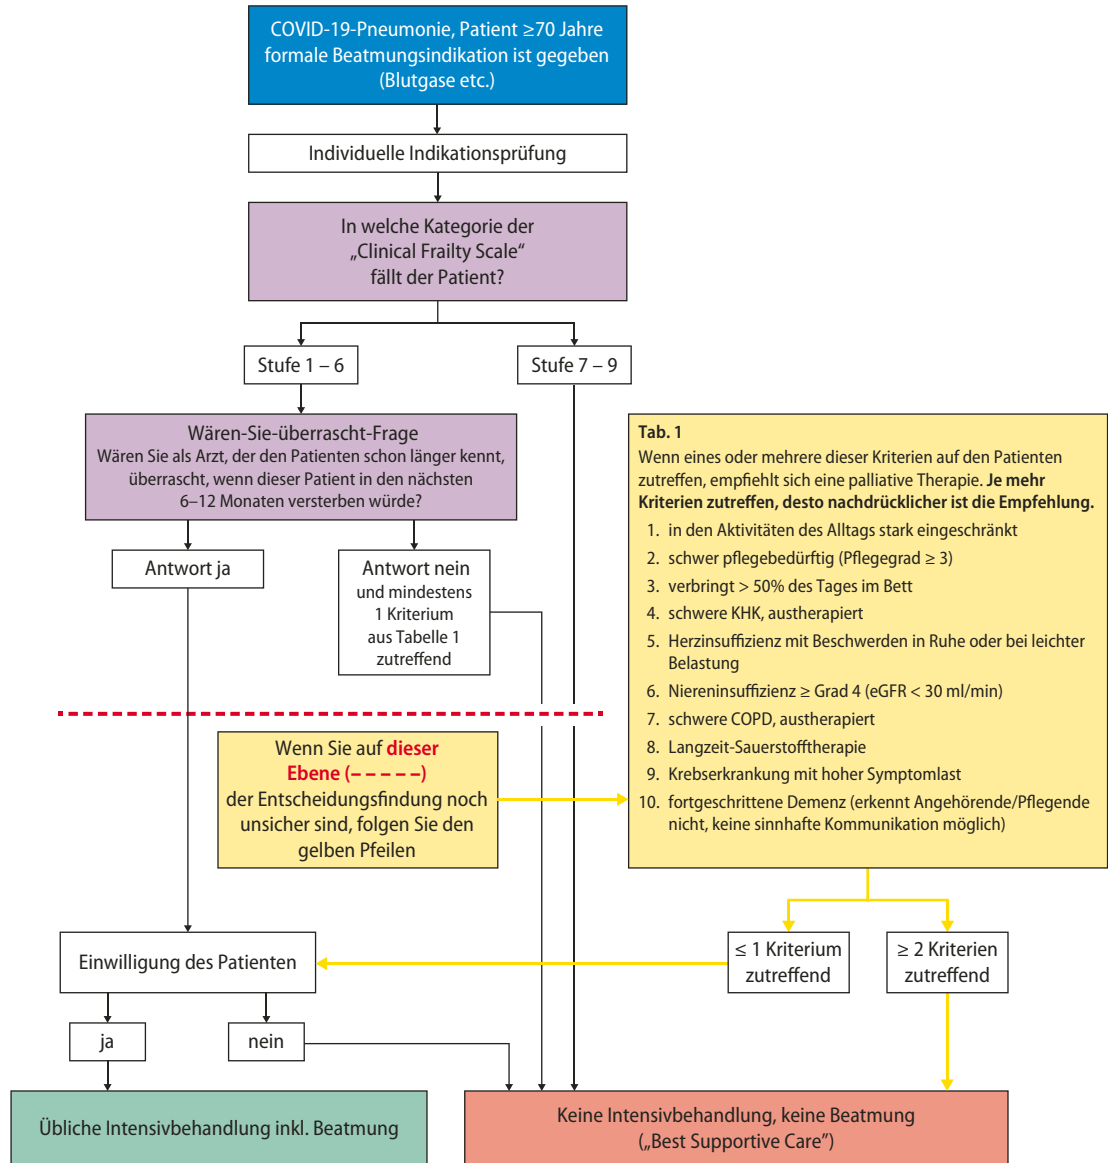 COVID-19-Pneumonie, Patient ≥70 Jahre
formale Beatmungsindikation ist gegeben
(Blutgase etc.)
Individuelle Indikationsprüfung
In welche Kategorie der
„Clinical Frailty Scale“
fällt der Patient?
Stufe 1 – 6
Stufe 7 – 9
Wären-Sie-überrascht-Frage
Wären Sie als Arzt, der den Patienten schon länger kennt,
überrascht, wenn dieser Patient in den nächsten
6–12 Monaten versterben würde?
Antwort ja
Antwort nein
und mindestens
1 Kriterium
aus Tabelle 1
zutreffend
Tab. 1
Wenn eines oder mehrere dieser Kriterien auf den Patienten
zutreffen, empfiehlt sich eine palliative Therapie. Je mehr
Kriterien zutreffen, desto nachdrücklicher ist die Empfehlung.
1. in den Aktivitäten des Alltags stark eingeschränkt
2. schwer pflegebedürftig (Pflegegrad ≥ 3)
3. verbringt > 50% des Tages im Bett
4. schwere KHK, austherapiert
5. Herzinsuffizienz mit Beschwerden in Ruhe oder bei leichter
Belastung
6. Niereninsuffizienz ≥ Grad 4 (eGFR < 30 ml/min)
7. schwere COPD, austherapiert
8. Langzeit-Sauerstofftherapie
9. Krebserkrankung mit hoher Symptomlast
10. fortgeschrittene Demenz (erkennt Angehörende/Pflegende
nicht, keine sinnhafte Kommunikation möglich)
Wenn Sie auf dieser
Ebene (– – – – –)
der Entscheidungsfindung noch
unsicher sind, folgen Sie den
gelben Pfeilen
≤ 1 Kriterium
zutreffend
≥ 2 Kriterien
zutreffend
Einwilligung des Patienten
ja
nein
Übliche Intensivbehandlung inkl. Beatmung
Keine Intensivbehandlung, keine Beatmung
(„Best Supportive Care”)